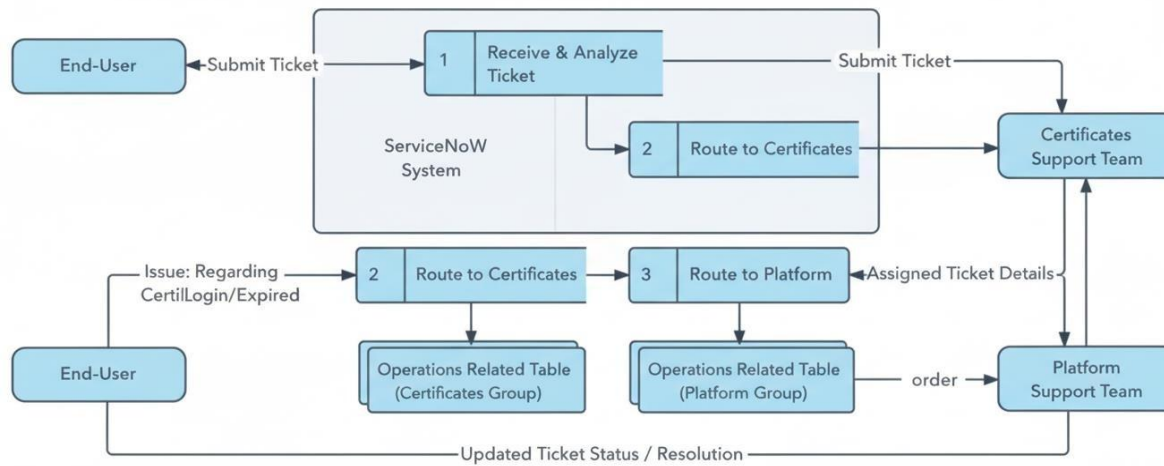 End-User
Submit Ticket
1
Receive & Analyze
Ticket
Submit Ticket
ServiceNoW
System
2
Route to Certificates
Certificates
Support Team
Issue: Regarding
CertilLogin/Expired
2
Route to Certificates
3
Route to Platform
Assigned Ticket Details
End-User
Operations Related Table
(Certificates Group)
Operations Related Table
(Platform Group)
order
Platform
Support Team
Updated Ticket Status / Resolution